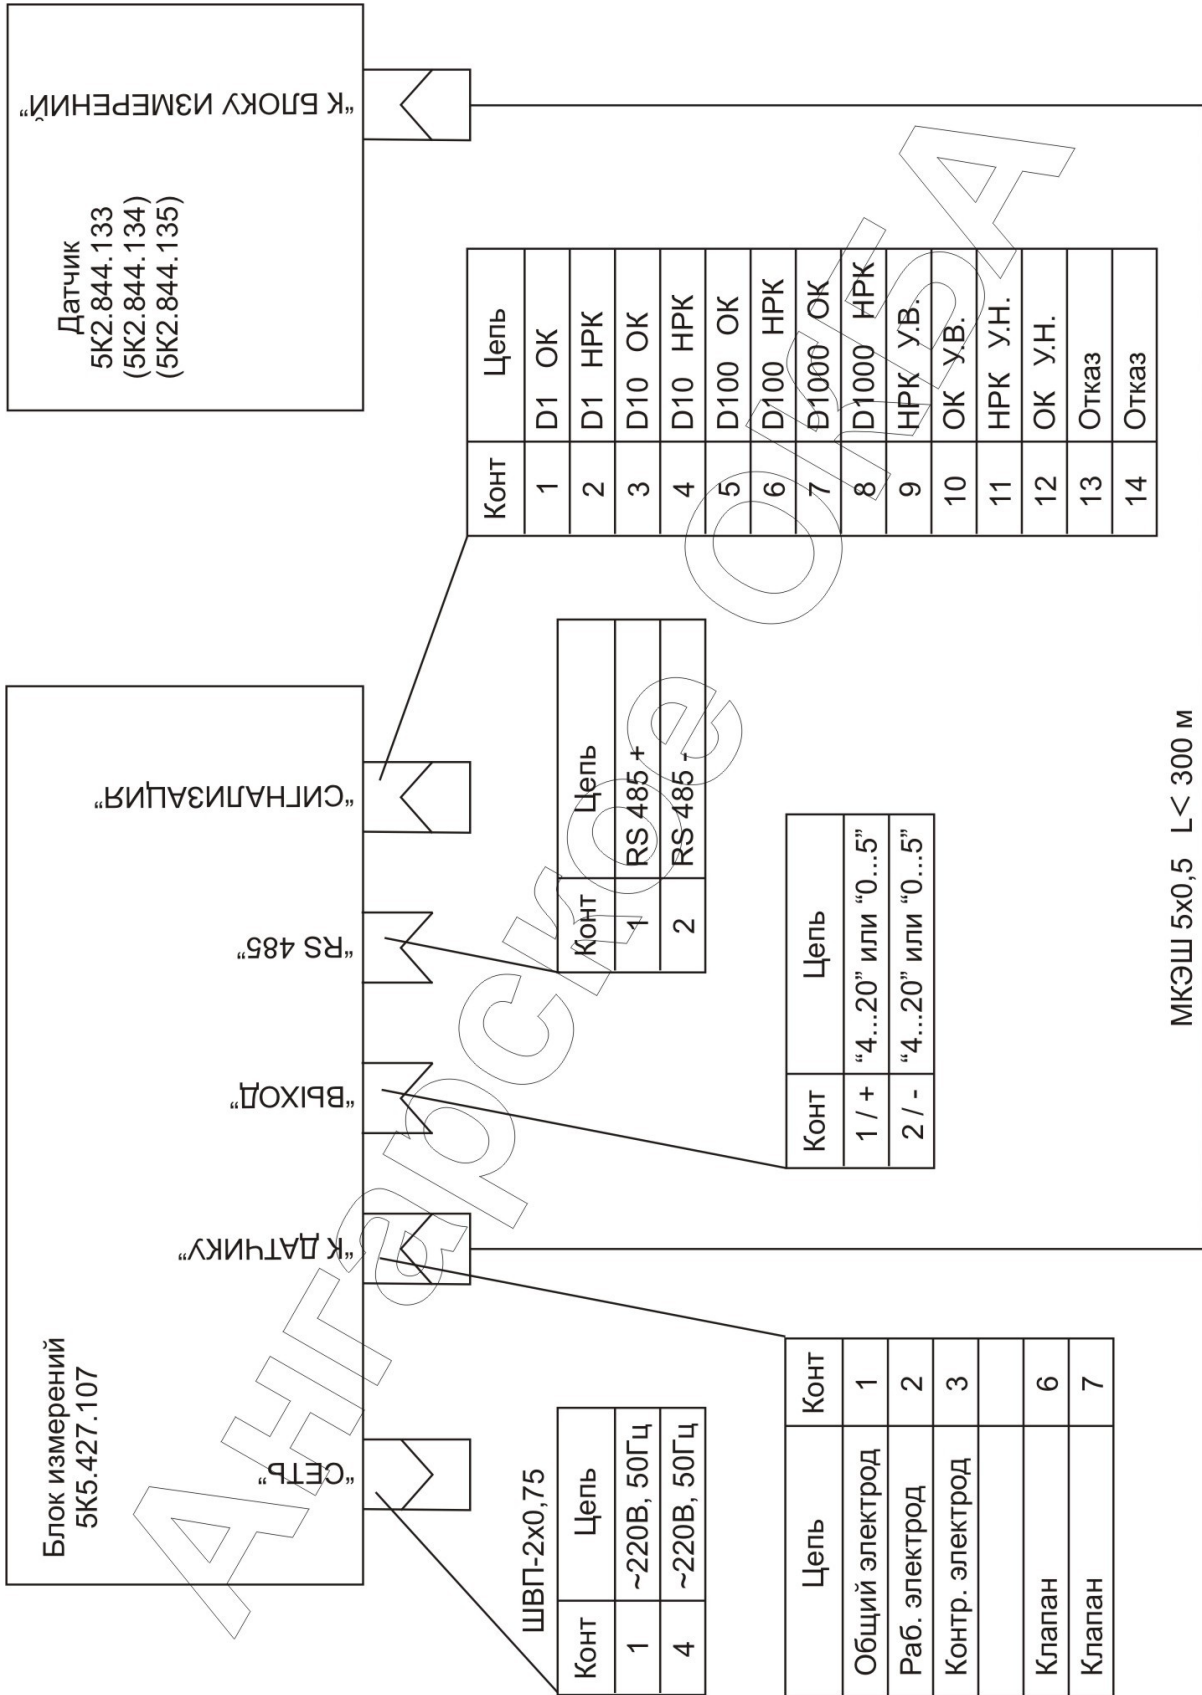 Блок измерений
5К5.427.107
“СЕТЬ”
“К ДАТЧИКУ”
“ВЫХОД”
“RS 485”
“СИГНАЛИЗАЦИЯ”
Датчик
5К2.844.133
(5К2.844.134)
(5К2.844.135)
“К БЛОКУ ИЗМЕРЕНИЙ”
ШВП-2х0,75
Конт Цепь
1 ~220В, 50Гц
4 ~220В, 50Гц
Цепь Конт
Общий электрод 1
Раб. электрод 2
Контр. электрод 3
Клапан 6
Клапан 7
Конт Цепь
1 / + “4...20” или “0...5”
2 / - “4...20” или “0...5”
Конт Цепь
1 RS 485 +
2 RS 485 -
Конт Цепь
1 D1 ОК
2 D1 НРК
3 D10 ОК
4 D10 НРК
5 D100 ОК
6 D100 НРК
7 D1000 ОК
8 D1000 НРК
9 НРК У.В.
10 ОК У.В.
11 НРК У.Н.
12 ОК У.Н.
13 Отказ
14 Отказ
МКЭШ 5х0,5 L< 300 м
Ангарское ОКБА